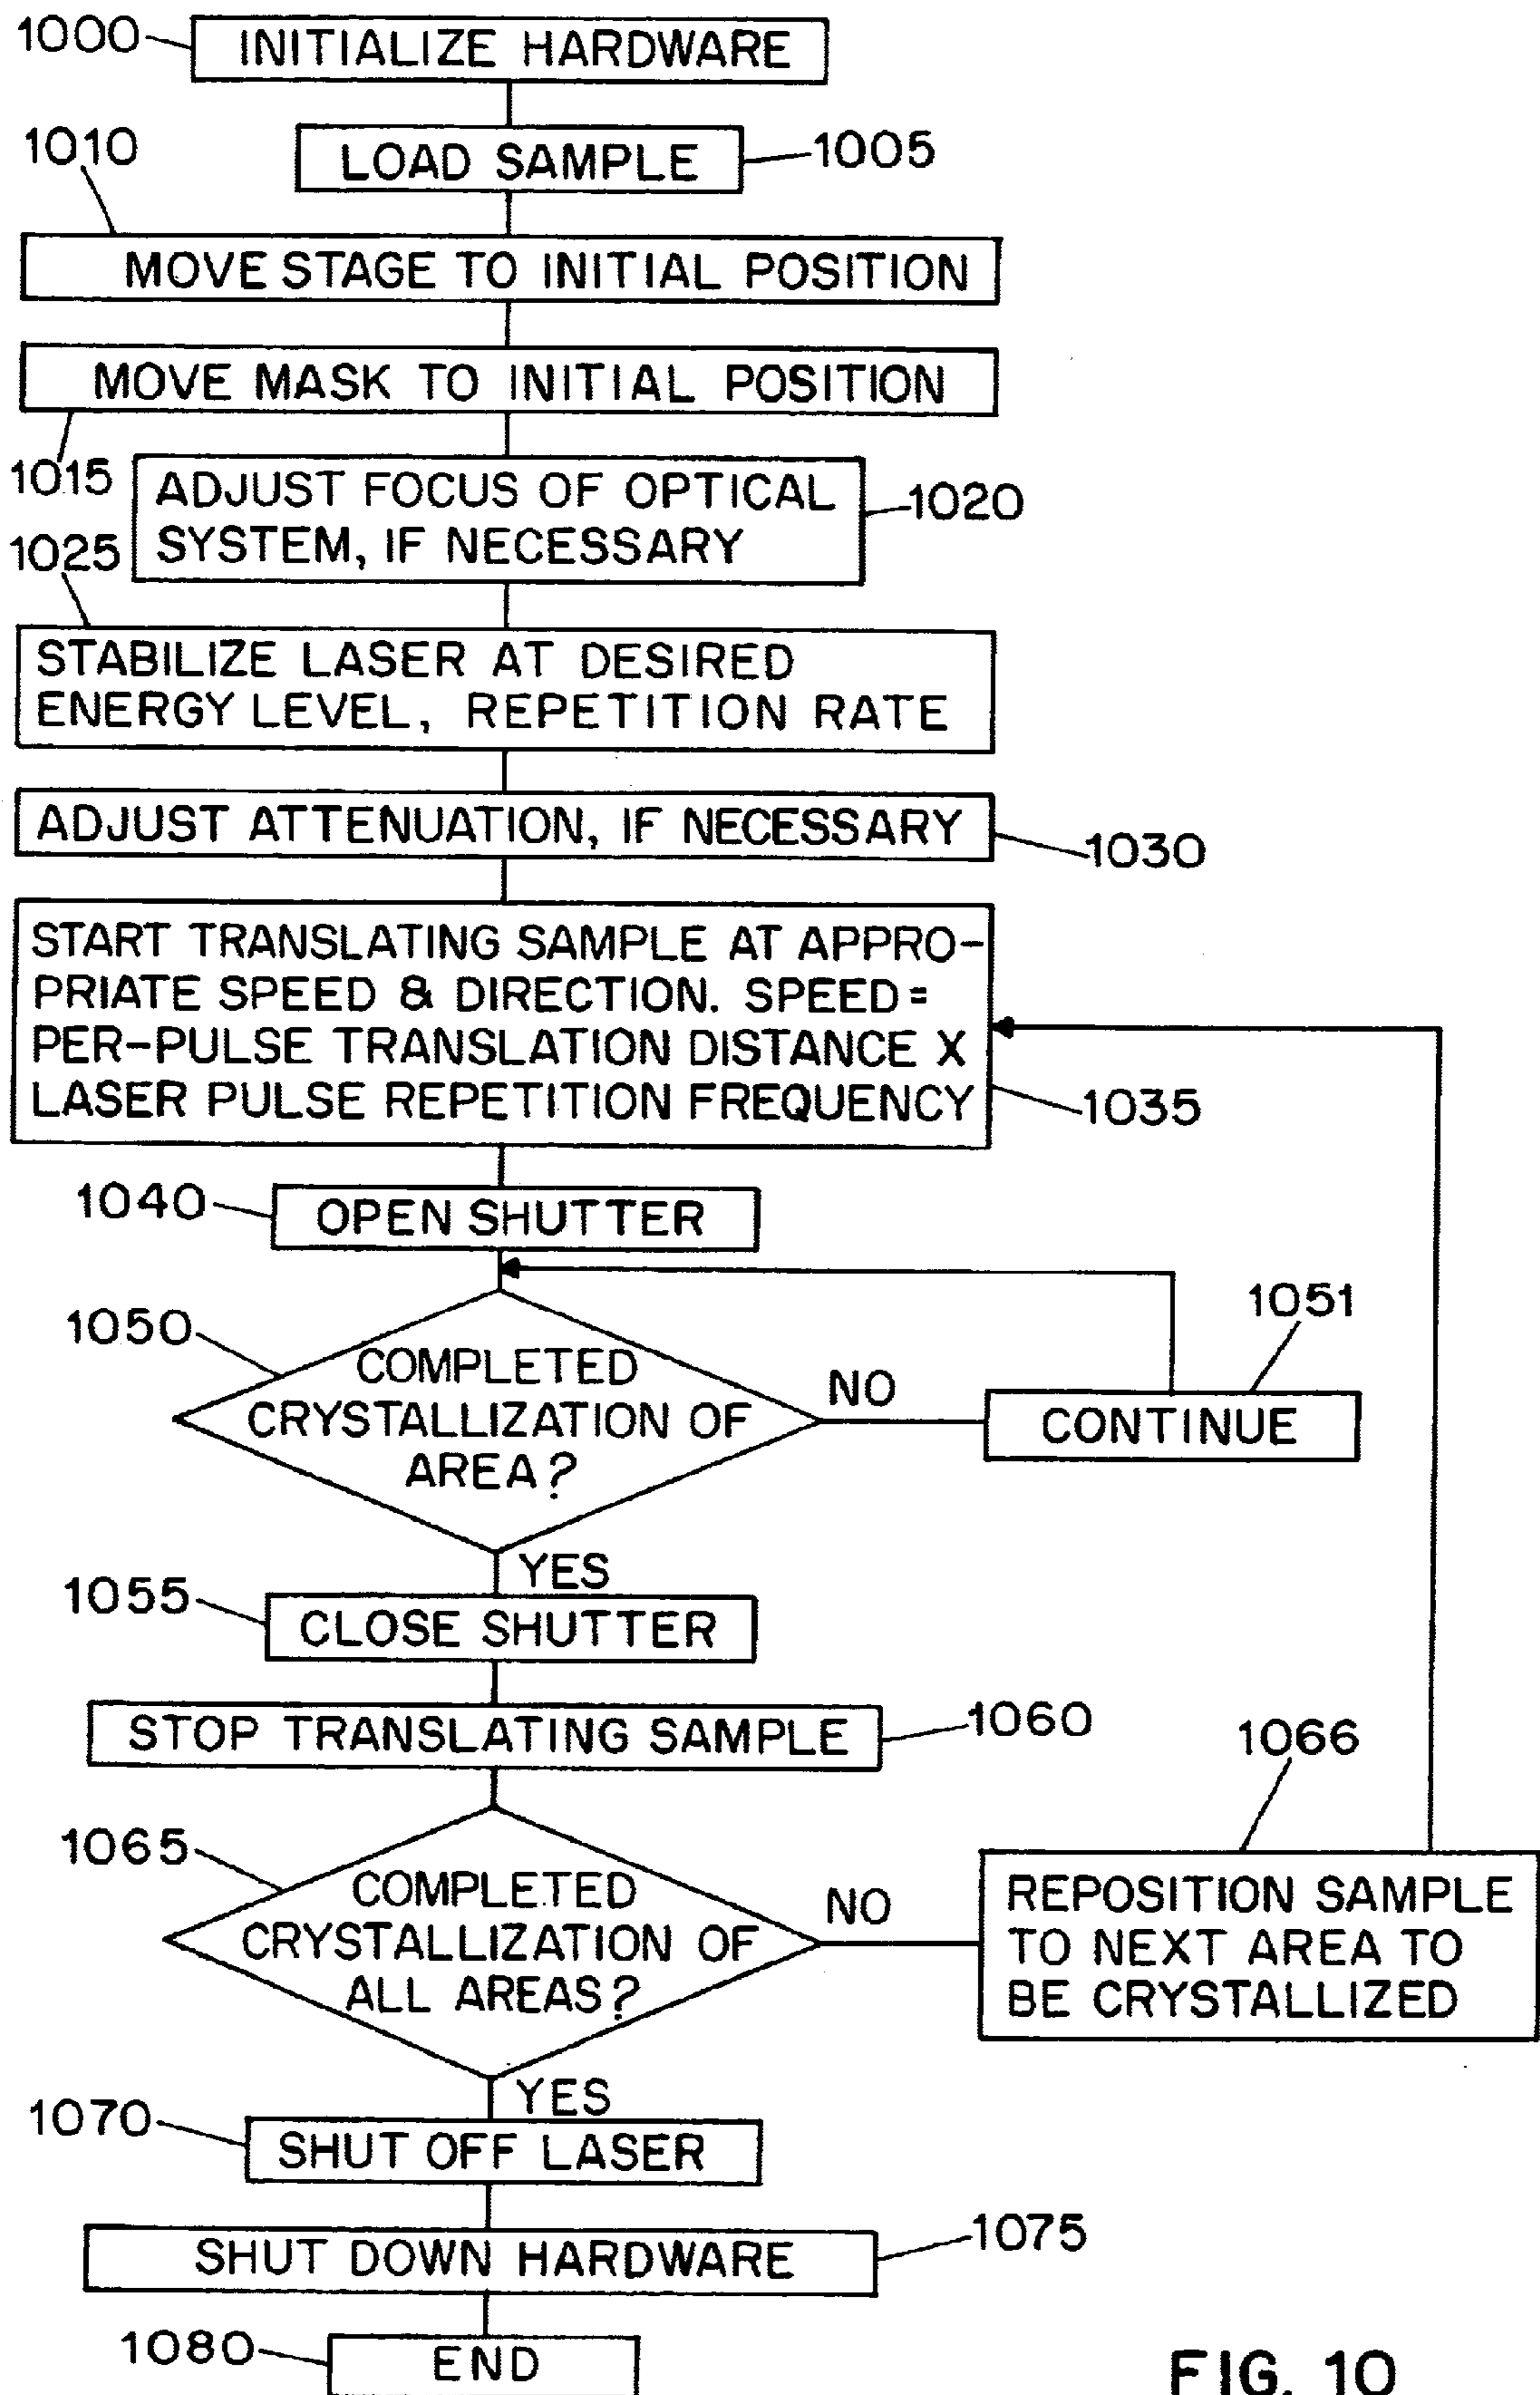 1000
INITIALIZE HARDWARE
1010
LOAD SAMPLE
1005
MOVE STAGE TO INITIAL POSITION
MOVE MASK TO INITIAL POSITION
1015
ADJUST FOCUS OF OPTICAL
SYSTEM, IF NECESSARY
1020
1025
STABILIZE LASER AT DESIRED
ENERGY LEVEL, REPETITION RATE
ADJUST ATTENUATION, IF NECESSARY
1030
START TRANSLATING SAMPLE AT APPRO-
PRIATE SPEED & DIRECTION. SPEED=
PER-PULSE TRANSLATION DISTANCE X
LASER PULSE REPETITION FREQUENCY
1035
1040
OPEN SHUTTER
1050
COMPLETED
CRYSTALLIZATION OF
AREA?
NO
1051
CONTINUE
YES
1055
CLOSE SHUTTER
STOP TRANSLATING SAMPLE
1060
1065
COMPLETED
CRYSTALLIZATION OF
ALL AREAS?
NO
1066
REPOSITION SAMPLE
TO NEXT AREA TO
BE CRYSTALLIZED
YES
1070
SHUT OFF LASER
SHUT DOWN HARDWARE
1075
1080
END
FIG. 10